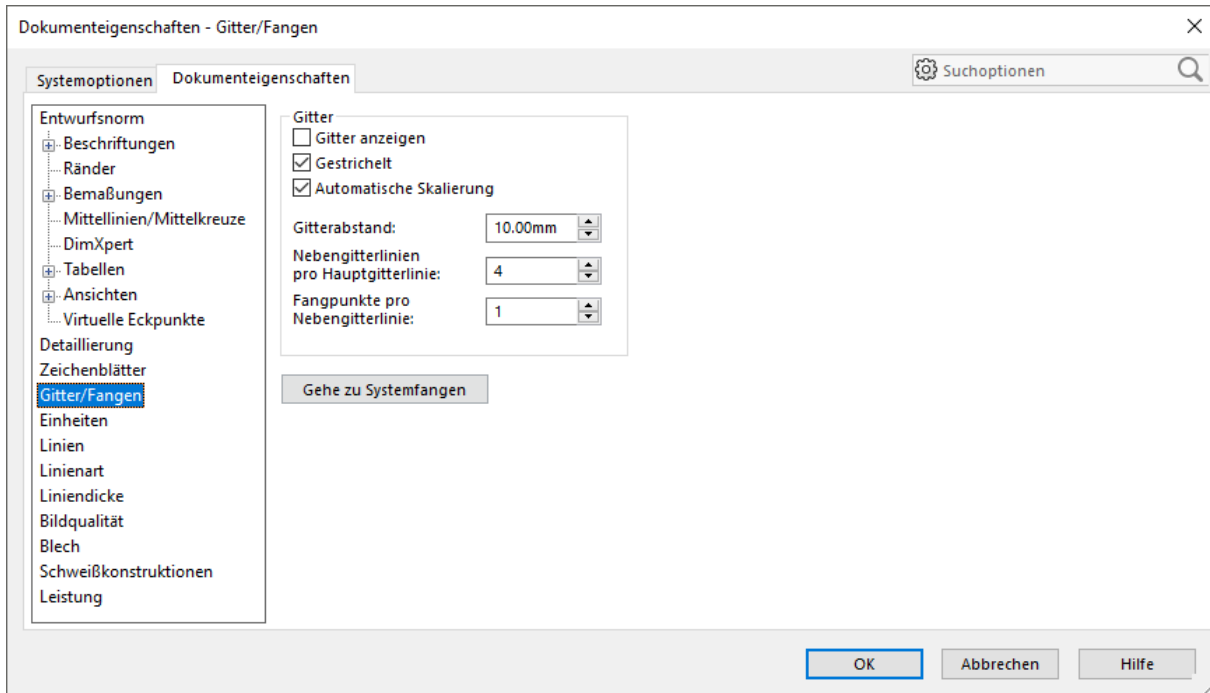 Dokumenteigenschaften - Gitter/Fangen
Systemoptionen
Dokumenteigenschaften
Suchoptionen
Entwurfsnorm
Beschriftungen
Ränder
Bemaßungen
Mittellinien/Mittelkreuze
DimXpert
Tabellen
Ansichten
Virtuelle Eckpunkte
Detaillierung
Zeichenblätter
Gitter/Fangen
Einheiten
Linien
Linienart
Liniendicke
Bildqualität
Blech
Schweißkonstruktionen
Leistung
Gitter
Gitter anzeigen
Gestrichelt
Automatische Skalierung
Gitterabstand: 10.00mm
Nebengitterlinien
pro Hauptgitterlinie: 4
Fangpunkte pro
Nebengitterlinie: 1
Gehe zu Systemfangen
OK
Abbrechen
Hilfe